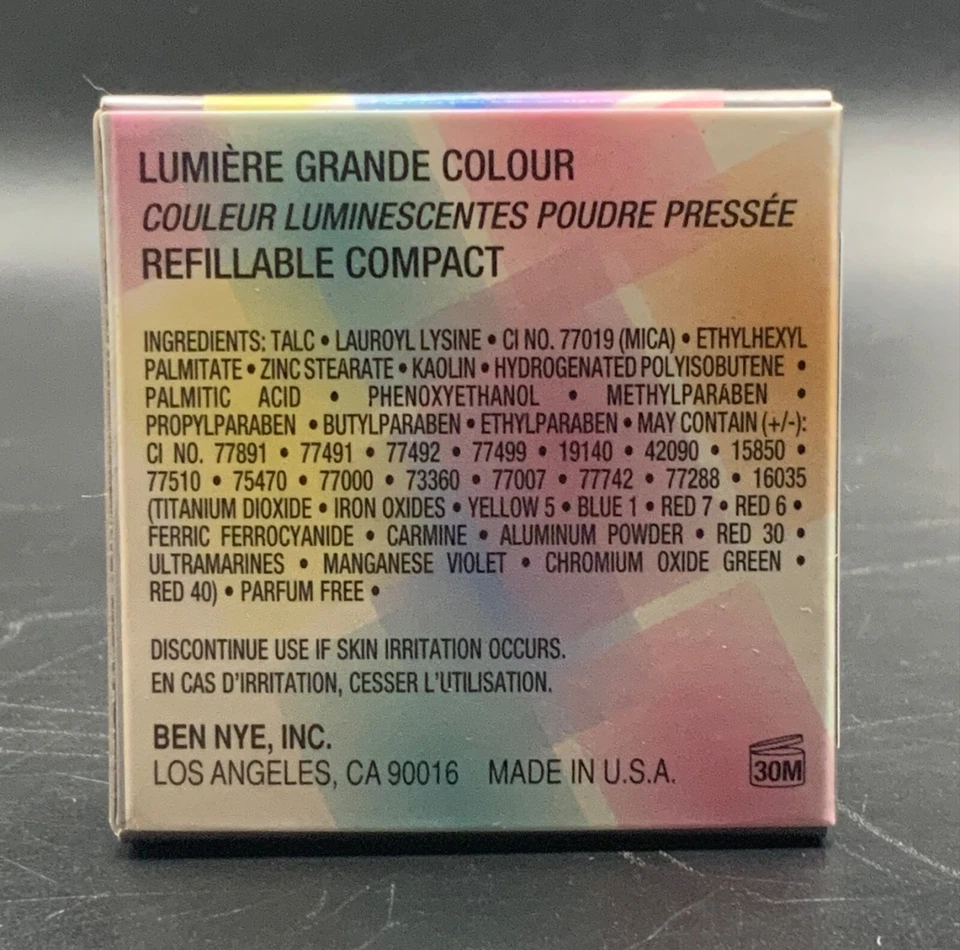 LUMIÈRE GRANDE COLOUR
COULEUR LUMINESCENTES POUDRE PRESSÉE
REFILLABLE COMPACT
INGREDIENTS: TALC • LAUROYL LYSINE • CI NO. 77019 (MICA) • ETHYLHEXYL
PALMITATE • ZINC STEARATE • KAOLIN • HYDROGENATED POLYISOBUTENE •
PALMITIC ACID • PHENOXYETHANOL • METHYLPARABEN •
PROPYLPARABEN • BUTYLPARABEN • ETHYLPARABEN • MAY CONTAIN (+/-):
CI NO. 77891 • 77491 • 77492 • 77499 • 19140 • 42090 • 15850 •
77510 • 75470 • 77000 • 73360 • 77007 • 77742 • 77288 • 16035
(TITANIUM DIOXIDE • IRON OXIDES • YELLOW 5 • BLUE 1 • RED 7 • RED 6 •
FERRIC FERROCYANIDE • CARMINE • ALUMINUM POWDER • RED 30 •
ULTRAMARINES • MANGANESE VIOLET • CHROMIUM OXIDE GREEN •
RED 40) • PARFUM FREE •
DISCONTINUE USE IF SKIN IRRITATION OCCURS.
EN CAS D'IRRITATION, CESSER L'UTILISATION.
BEN NYE, INC.
LOS ANGELES, CA 90016 MADE IN U.S.A.
30M